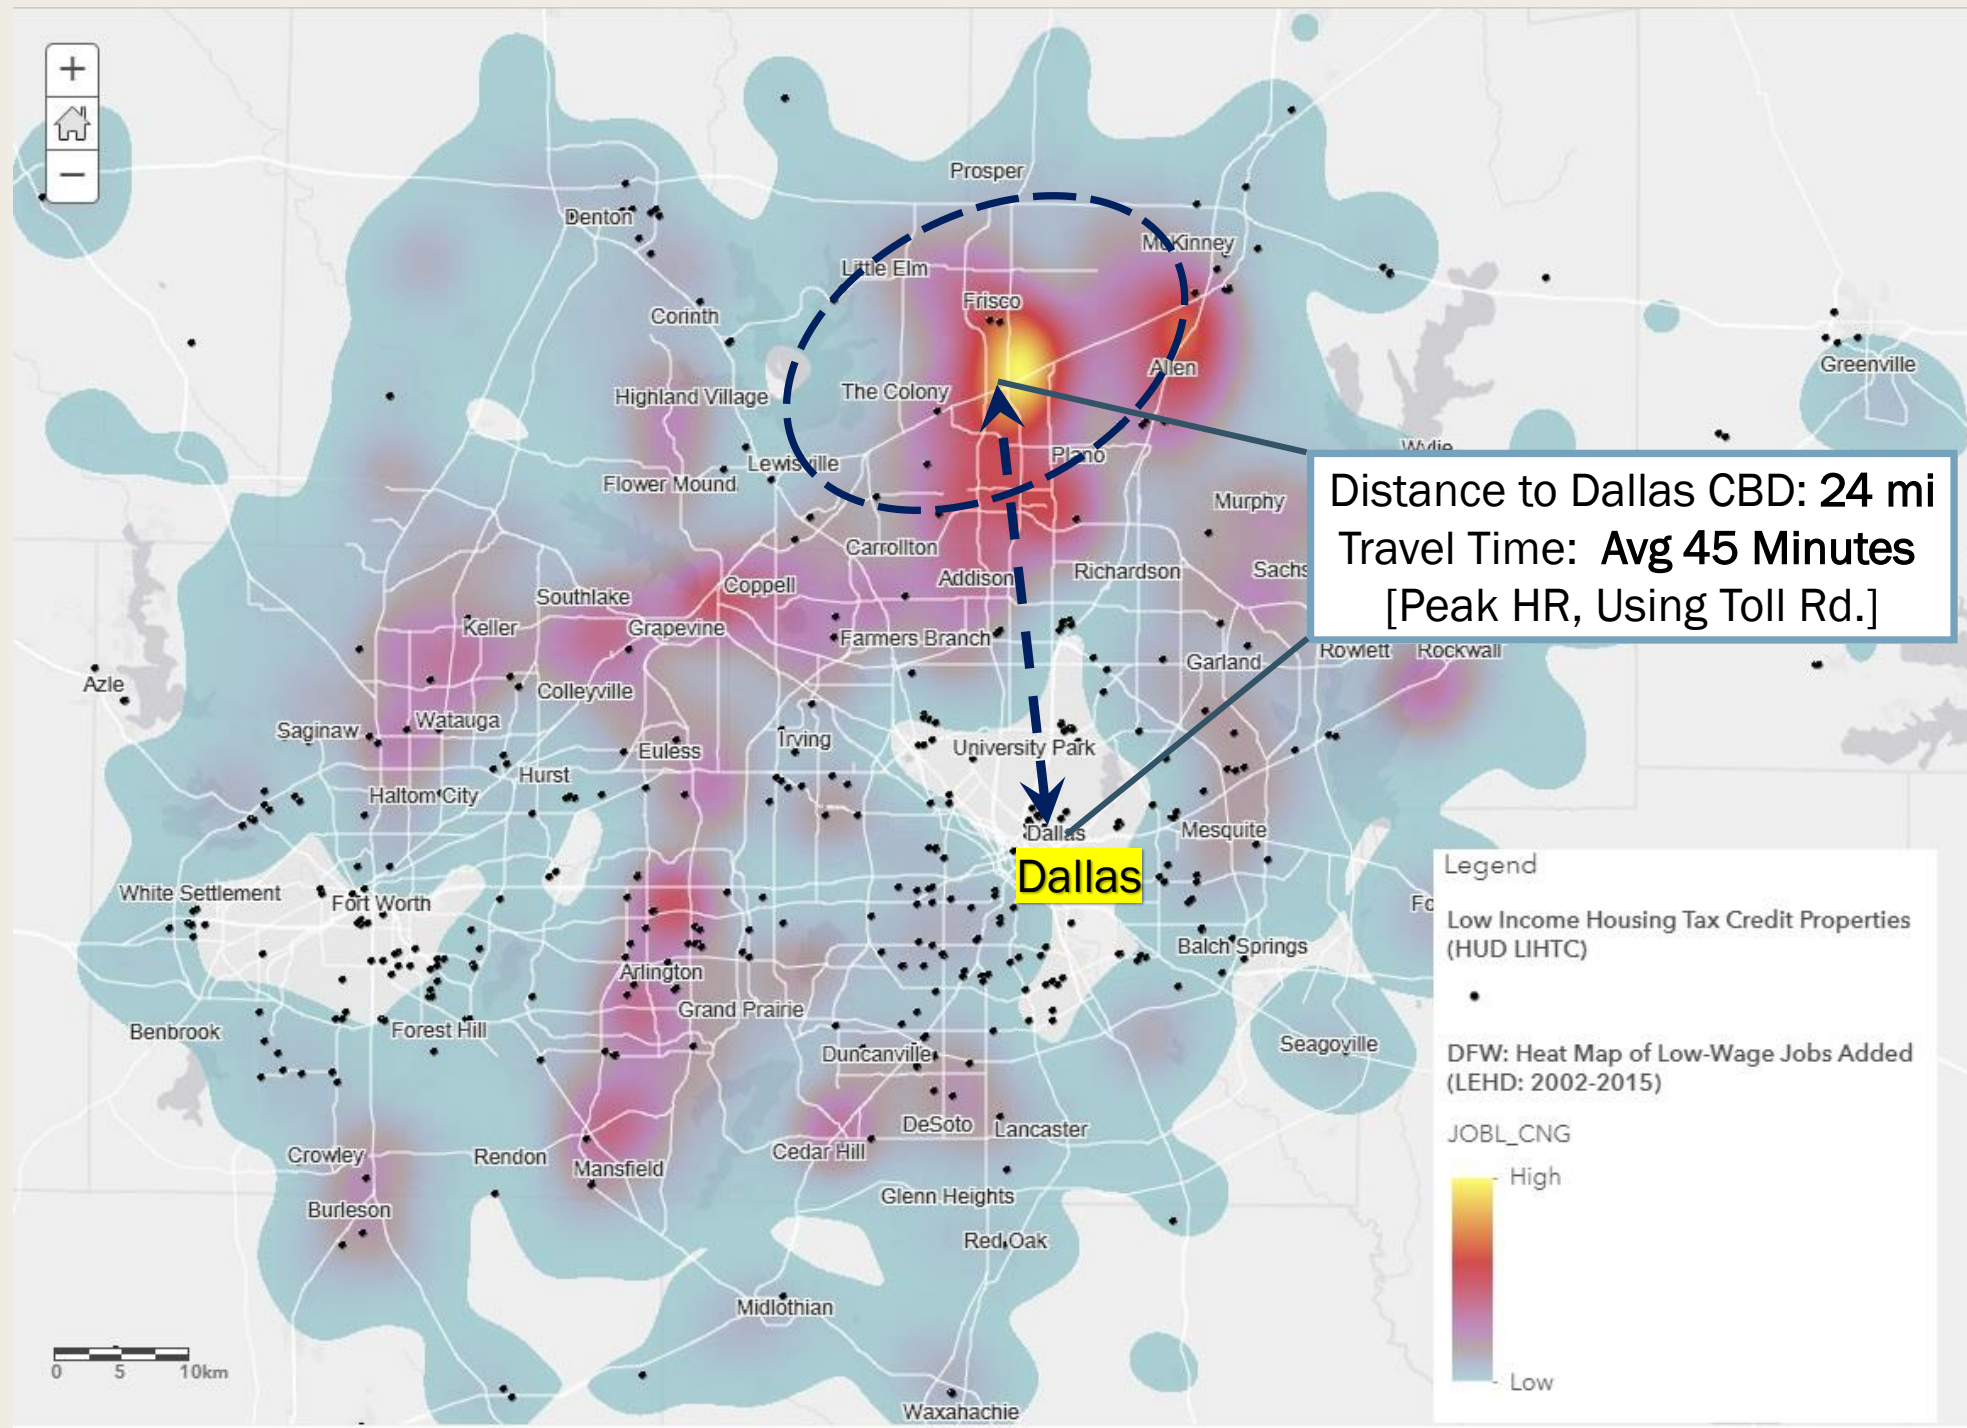 +
−
Prosper
Denton
McKinney
Little Elm
Frisco
Corinth
Allen
Greenville
Highland Village
The Colony
Wylie
Plano
Lewisville
Flower Mound
Murphy
Distance to Dallas CBD: 24 mi
Travel Time: Avg 45 Minutes
[Peak HR, Using Toll Rd.]
Carrollton
Addison
Richardson
Sachs
Coppell
Southlake
Keller
Grapevine
Farmers Branch
Garland
Rowlett
Rockwall
Azle
Colleyville
Saginaw
Watauga
Euless
Irving
University Park
Hurst
Haltom City
Dallas
Mesquite
Dallas
White Settlement
Fort Worth
Fo
Balch Springs
Arlington
Grand Prairie
Benbrook
Forest Hill
Duncanville
Seagoville
DeSoto
Lancaster
Crowley
Rendon
Mansfield
Cedar Hill
Burleson
Glenn Heights
Red Oak
Midlothian
Waxahachie
0 5 10km
Legend
Low Income Housing Tax Credit Properties
(HUD LIHTC)
DFW: Heat Map of Low-Wage Jobs Added
(LEHD: 2002-2015)
JOBL_CNG
High
Low